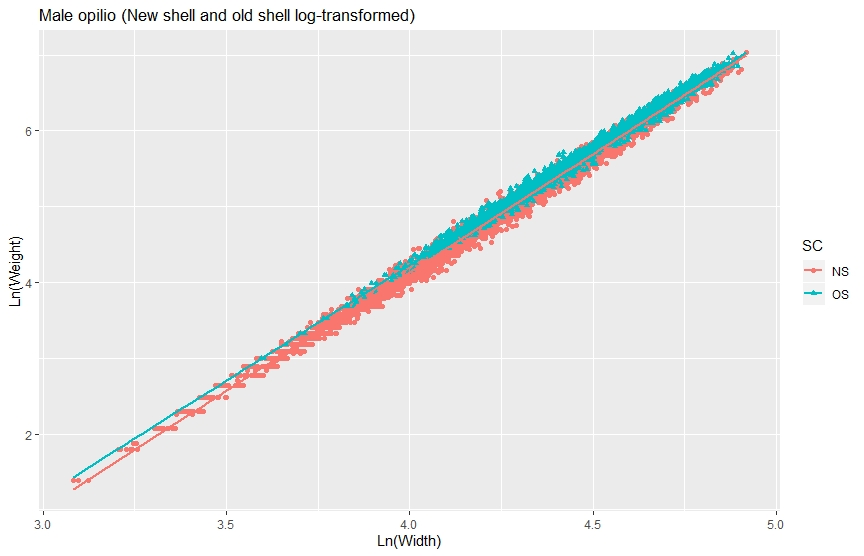 Male opilio (New shell and old shell log-transformed)
Ln(Weight)
6
4
2
3.0 3.5 4.0 4.5 5.0
Ln(Width)
SC
NS
OS